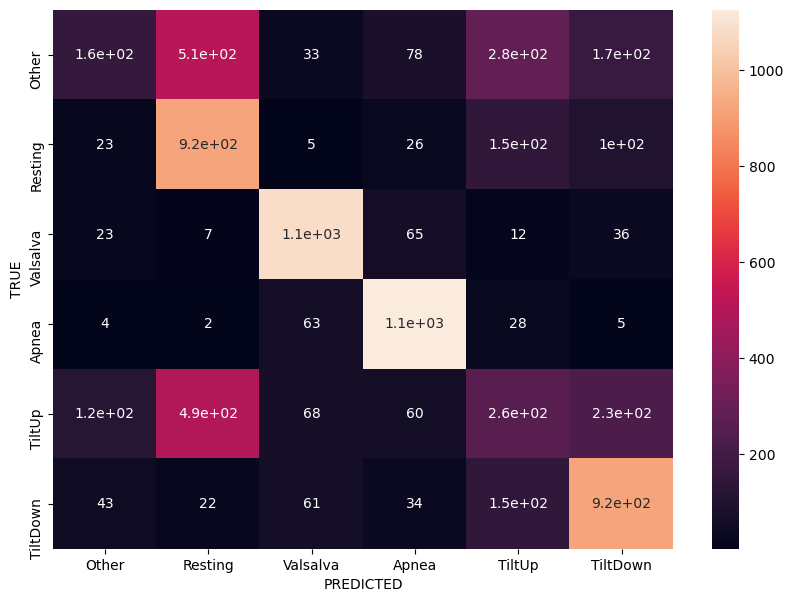 Other 1.6e+02 5.1e+02 33 78 2.8e+02 1.7e+02
Resting 23 9.2e+02 5 26 1.5e+02 1e+02
Valsalva 23 7 1.1e+03 65 12 36
Apnea 4 2 63 1.1e+03 28 5
TiltUp 1.2e+02 4.9e+02 68 60 2.6e+02 2.3e+02
TiltDown 43 22 61 34 1.5e+02 9.2e+02
Other Resting Valsalva Apnea TiltUp TiltDown
PREDICTED
TRUE
1000
800
600
400
200